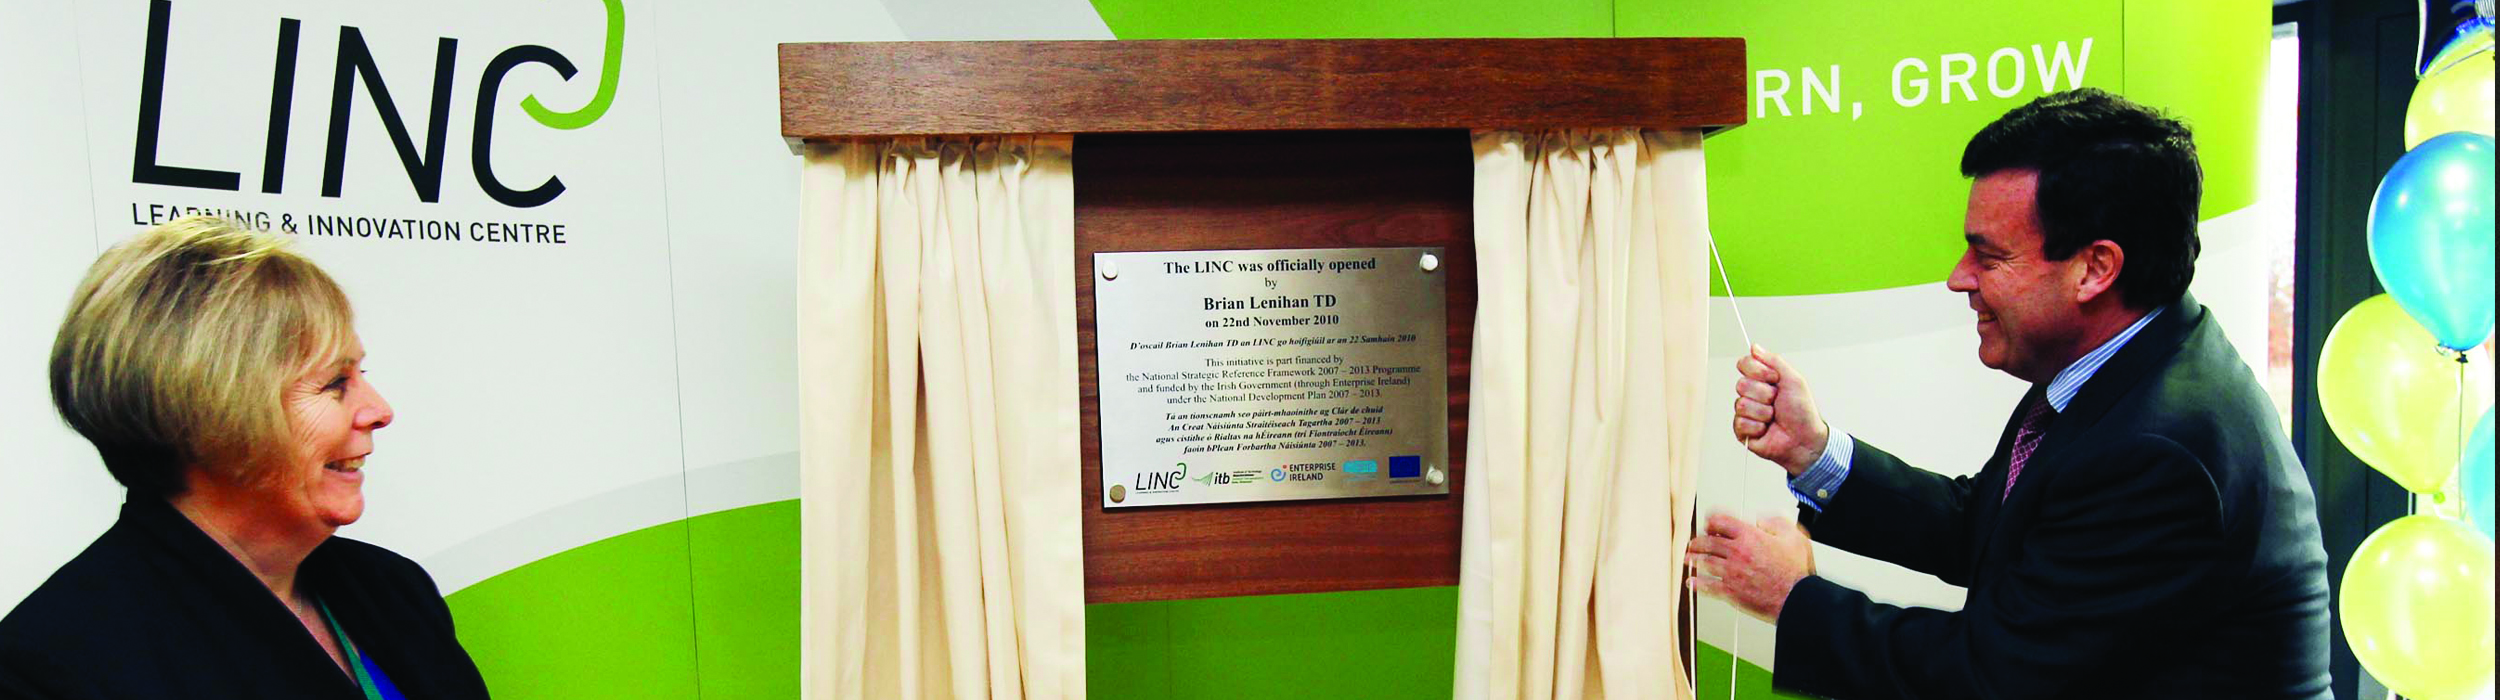 LINC
LEARNING & INNOVATION CENTRE
RN, GROW
The LINC was officially opened
by
Brian Lenihan TD
on 22nd November 2010
D'oscail Brian Lenihan TD an LINC go hoifigiúil ar an 22 Samhain 2010
This initiative is part financed by
the National Strategic Reference Framework 2007 – 2013 Programme
and funded by the Irish Government (through Enterprise Ireland)
under the National Development Plan 2007 – 2013.
Tá an tionscnamh seo páirt-mhaoinithe ag Clár de chuid
An Creat Náisiúnta Straitéiseach Tagartha 2007 – 2013
agus cistithe ó Rialtas na hÉireann (trí Fiontraíocht Éireann)
faoin bPlean Forbartha Náisiúnta 2007 – 2013.
LINC
itb
ENTERPRISE
IRELAND